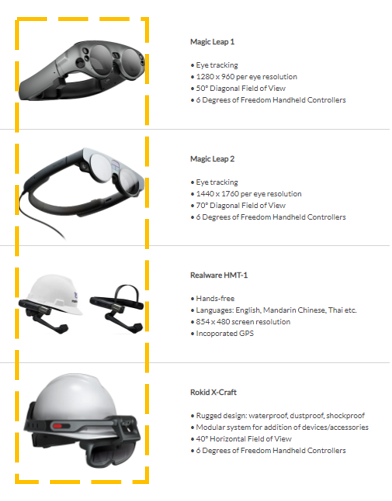 Magic Leap 1
• Eye tracking
• 1280 x 960 per eye resolution
• 50° Diagonal Field of View
• 6 Degrees of Freedom Handheld Controllers
Magic Leap 2
• Eye tracking
• 1440 x 1760 per eye resolution
• 70° Diagonal Field of View
• 6 Degrees of Freedom Handheld Controllers
Realware HMT-1
• Hands-free
• Languages: English, Mandarin Chinese, Thai etc.
• 854 x 480 screen resolution
• Incoporated GPS
Rokid X-Craft
• Rugged design: waterproof, dustproof, shockproof
• Modular system for addition of devices/accessories
• 40° Horizontal Field of View
• 6 Degrees of Freedom Handheld Controllers